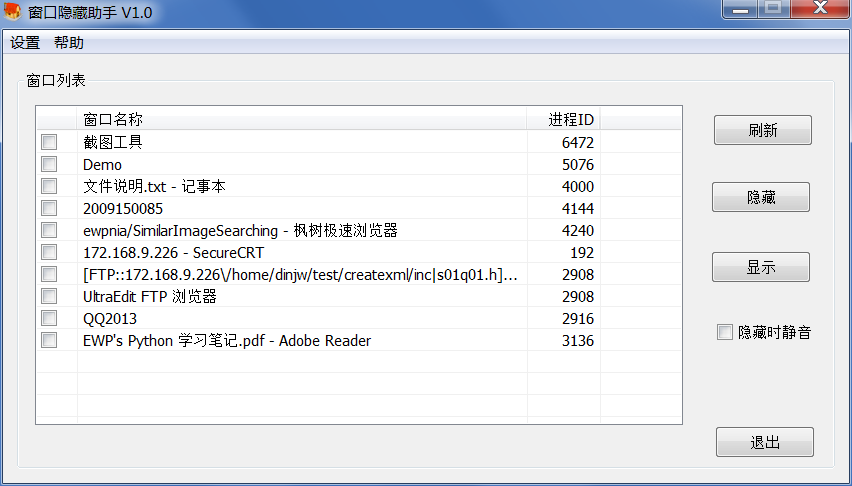 窗口隐藏助手 V1.0
设置 帮助
窗口列表
窗口名称 进程ID
截图工具 6472
Demo 5076
文件说明.txt - 记事本 4000
2009150085 4144
ewpnia/SimilarImageSearching - 枫树极速浏览器 4240
172.168.9.226 - SecureCRT 192
[FTP::172.168.9.226\/home/dinjw/test/createxml/inc|s01q01.h]... 2908
UltraEdit FTP 浏览器 2908
QQ2013 2916
EWP's Python 学习笔记.pdf - Adobe Reader 3136
刷新
隐藏
显示
隐藏时静音
退出